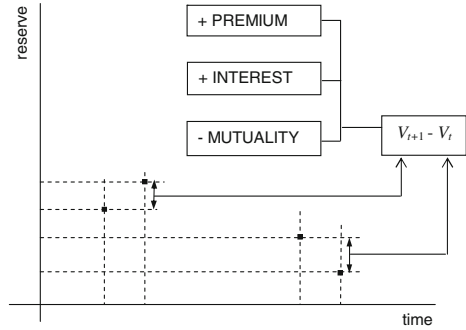 reserve
+ PREMIUM
+ INTEREST
- MUTUALITY
V_{t+1} - V_t
time